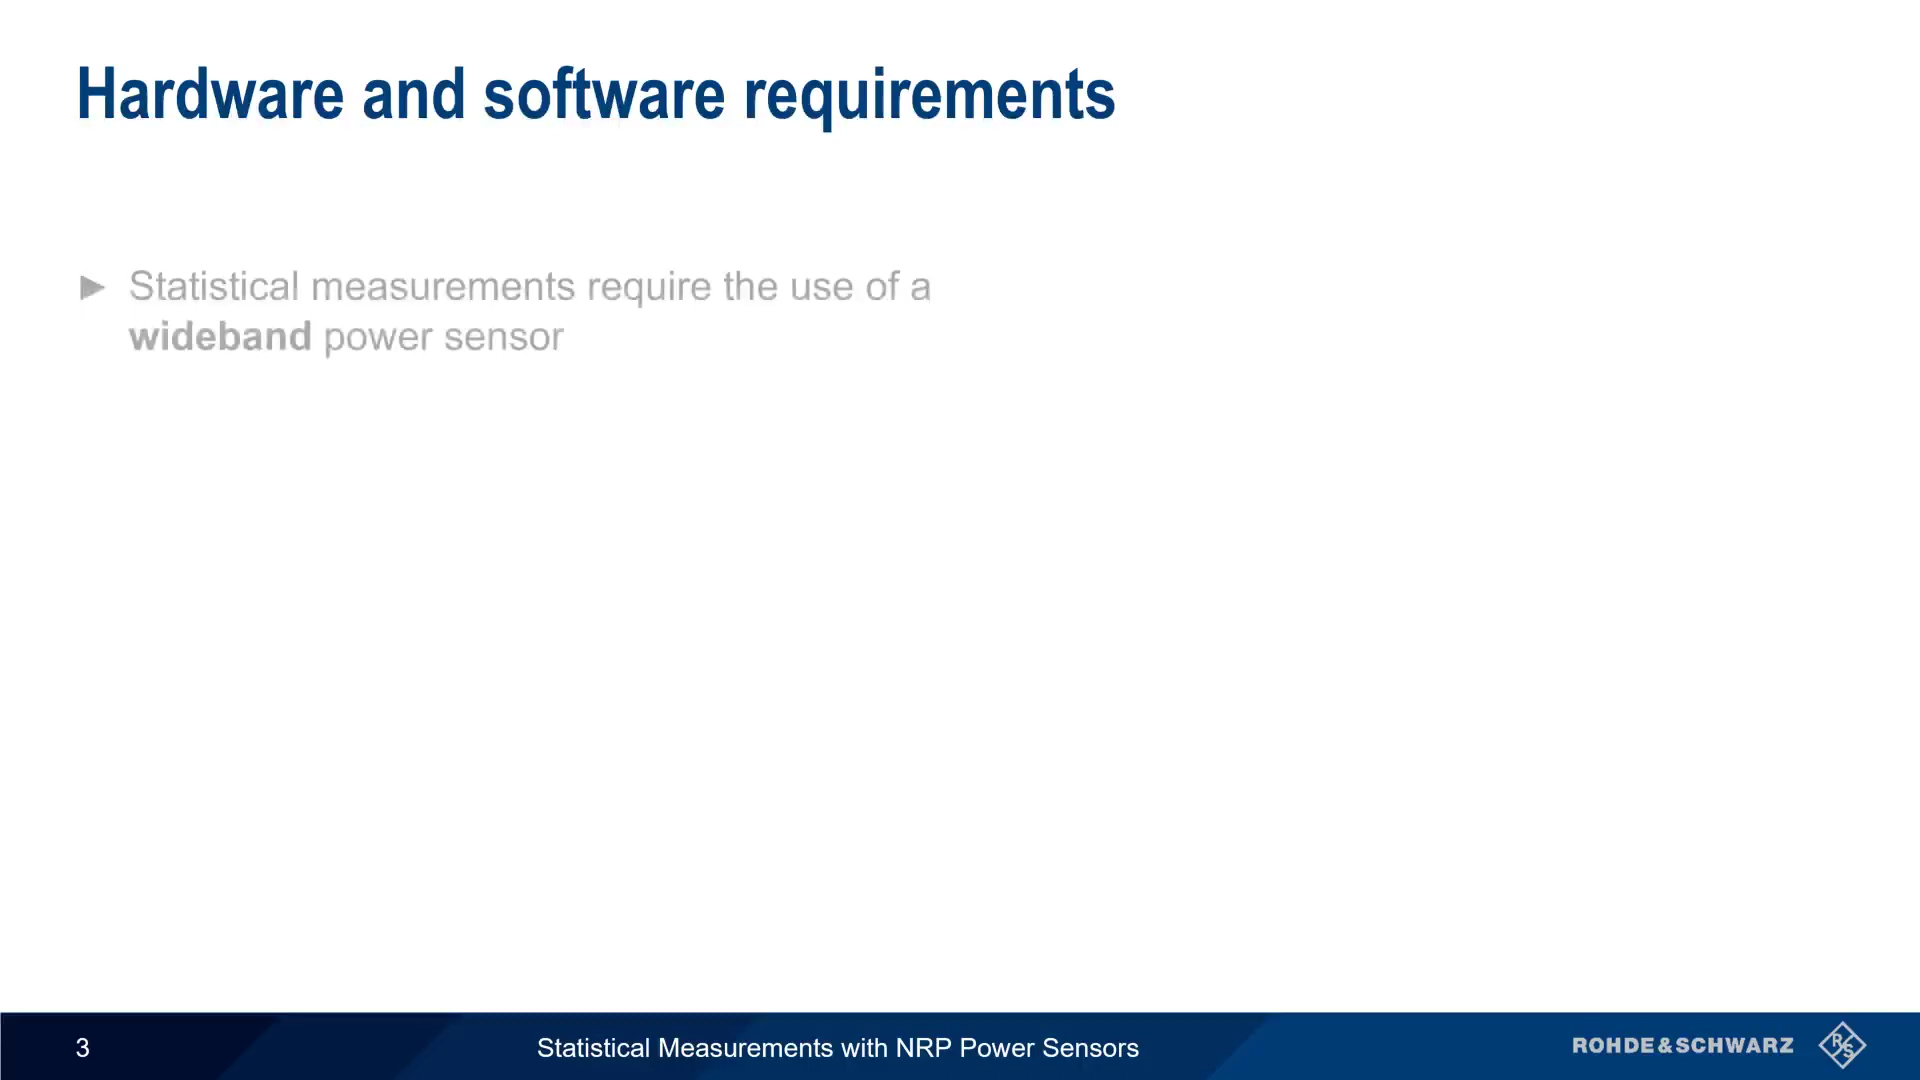 Hardware and software requirements
► Statistical measurements require the use of a
wideband power sensor
3
Statistical Measurements with NRP Power Sensors
ROHDE&SCHWARZ
R&S